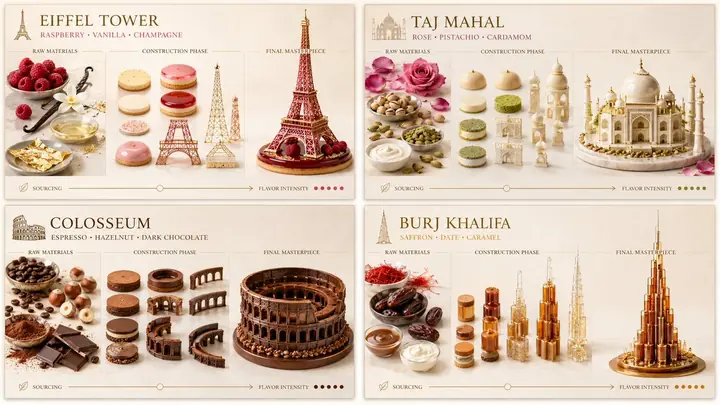 EIFFEL TOWER
RASPBERRY • VANILLA • CHAMPAGNE
RAW MATERIALS
CONSTRUCTION PHASE
FINAL MASTERPIECE
SOURCING
FLAVOR INTENSITY
TAJ MAHAL
ROSE • PISTACHIO • CARDAMOM
RAW MATERIALS
CONSTRUCTION PHASE
FINAL MASTERPIECE
SOURCING
FLAVOR INTENSITY
COLOSSEUM
ESPRESSO • HAZELNUT • DARK CHOCOLATE
RAW MATERIALS
CONSTRUCTION PHASE
FINAL MASTERPIECE
SOURCING
FLAVOR INTENSITY
BURJ KHALIFA
SAFFRON • DATE • CARAMEL
RAW MATERIALS
CONSTRUCTION PHASE
FINAL MASTERPIECE
SOURCING
FLAVOR INTENSITY